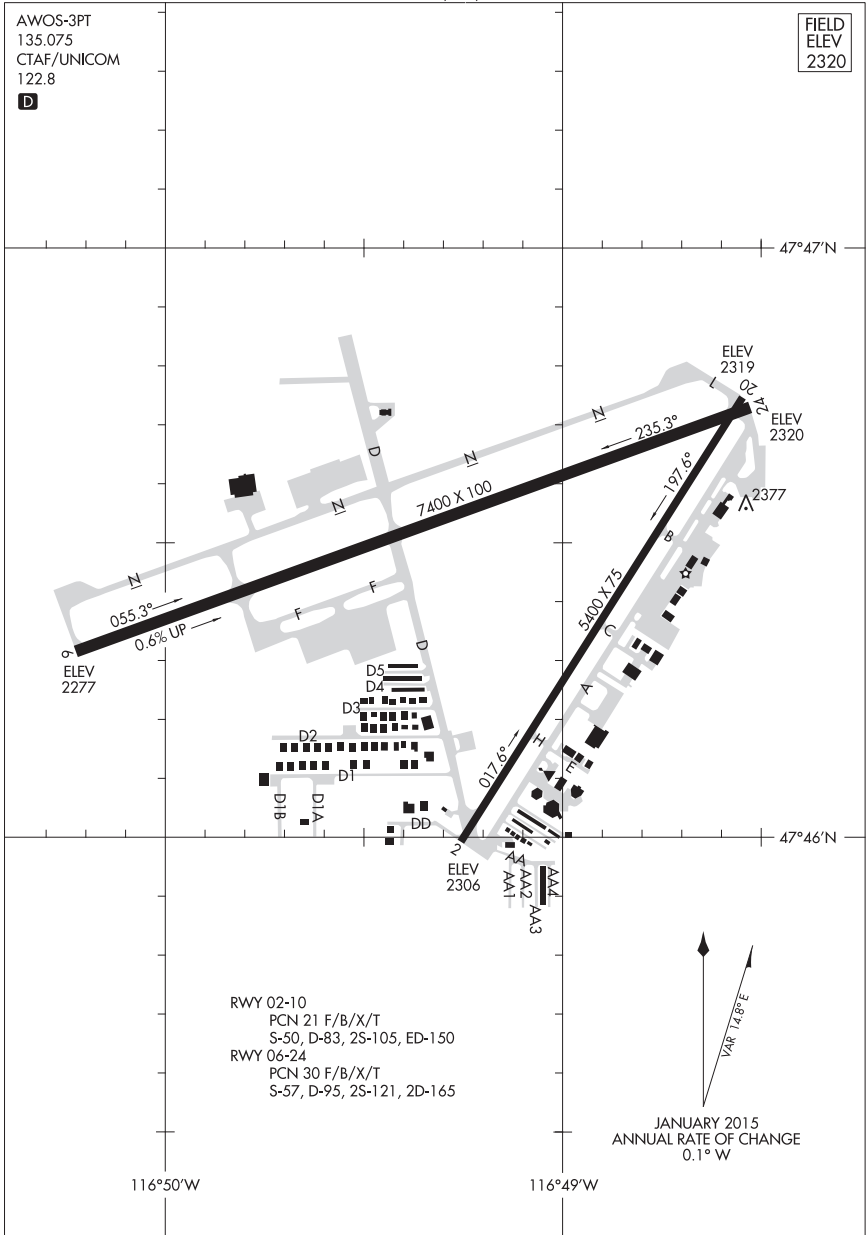 AWOS-3PT
135.075
CTAF/UNICOM
122.8
D
FIELD
ELEV
2320
47°47'N
ELEV
2319
L
20
24
ELEV
2320
2377
N
N
N
N
D
235.3°
197.6°
7400 X 100
B
5400 X 75
F
F
055.3°
0.6% UP
6
ELEV
2277
C
D
D5
D4
D3
A
D2
H
E
D1
017.6°
D1B
D1A
DD
2
ELEV
2306
47°46'N
AA
AA1
AA2
AA3
AA4
RWY 02-10
PCN 21 F/B/X/T
S-50, D-83, 2S-105, ED-150
RWY 06-24
PCN 30 F/B/X/T
S-57, D-95, 2S-121, 2D-165
VAR 14.8° E
JANUARY 2015
ANNUAL RATE OF CHANGE
0.1° W
116°50'W
116°49'W